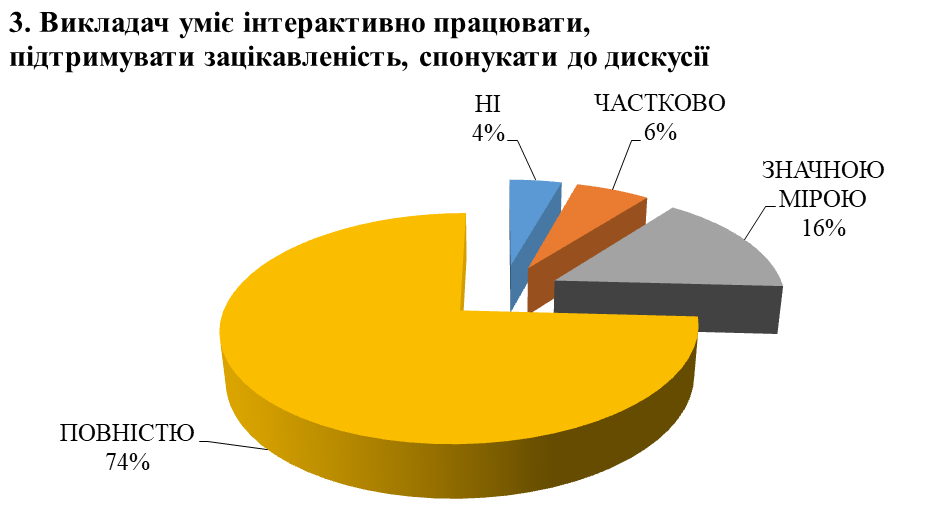 3. Викладач уміє інтерактивно працювати,
підтримувати зацікавленість, спонукати до дискусії
НІ
4%
ЧАСТКОВО
6%
ЗНАЧНОЮ
МІРОЮ
16%
ПОВНІСТЮ
74%